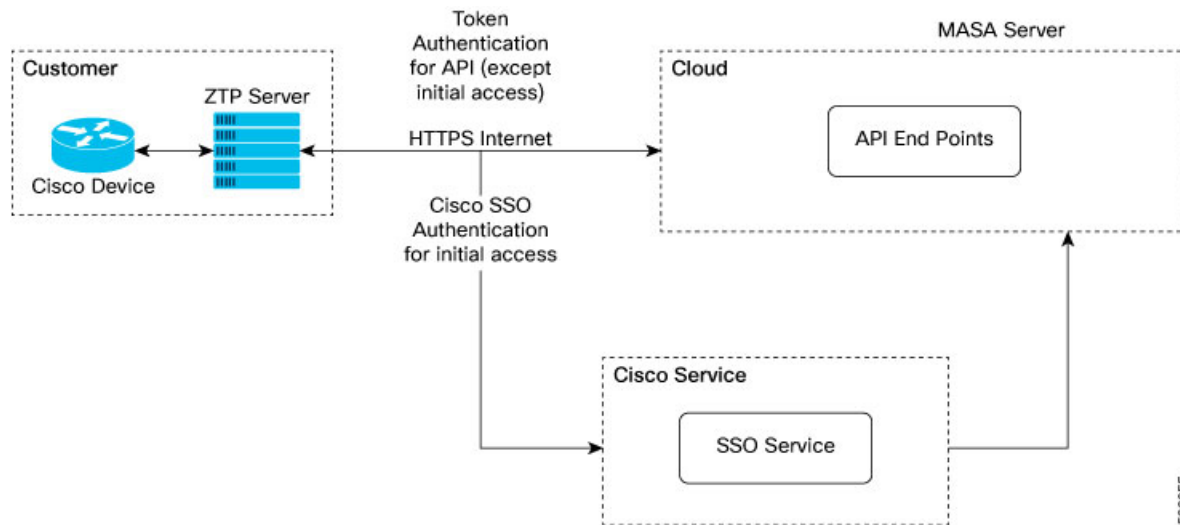 Token
Authentication
for API (except
initial access)
MASA Server
Customer
Cloud
ZTP Server
API End Points
HTTPS Internet
Cisco Device
Cisco SSO
Authentication
for initial access
Cisco Service
SSO Service